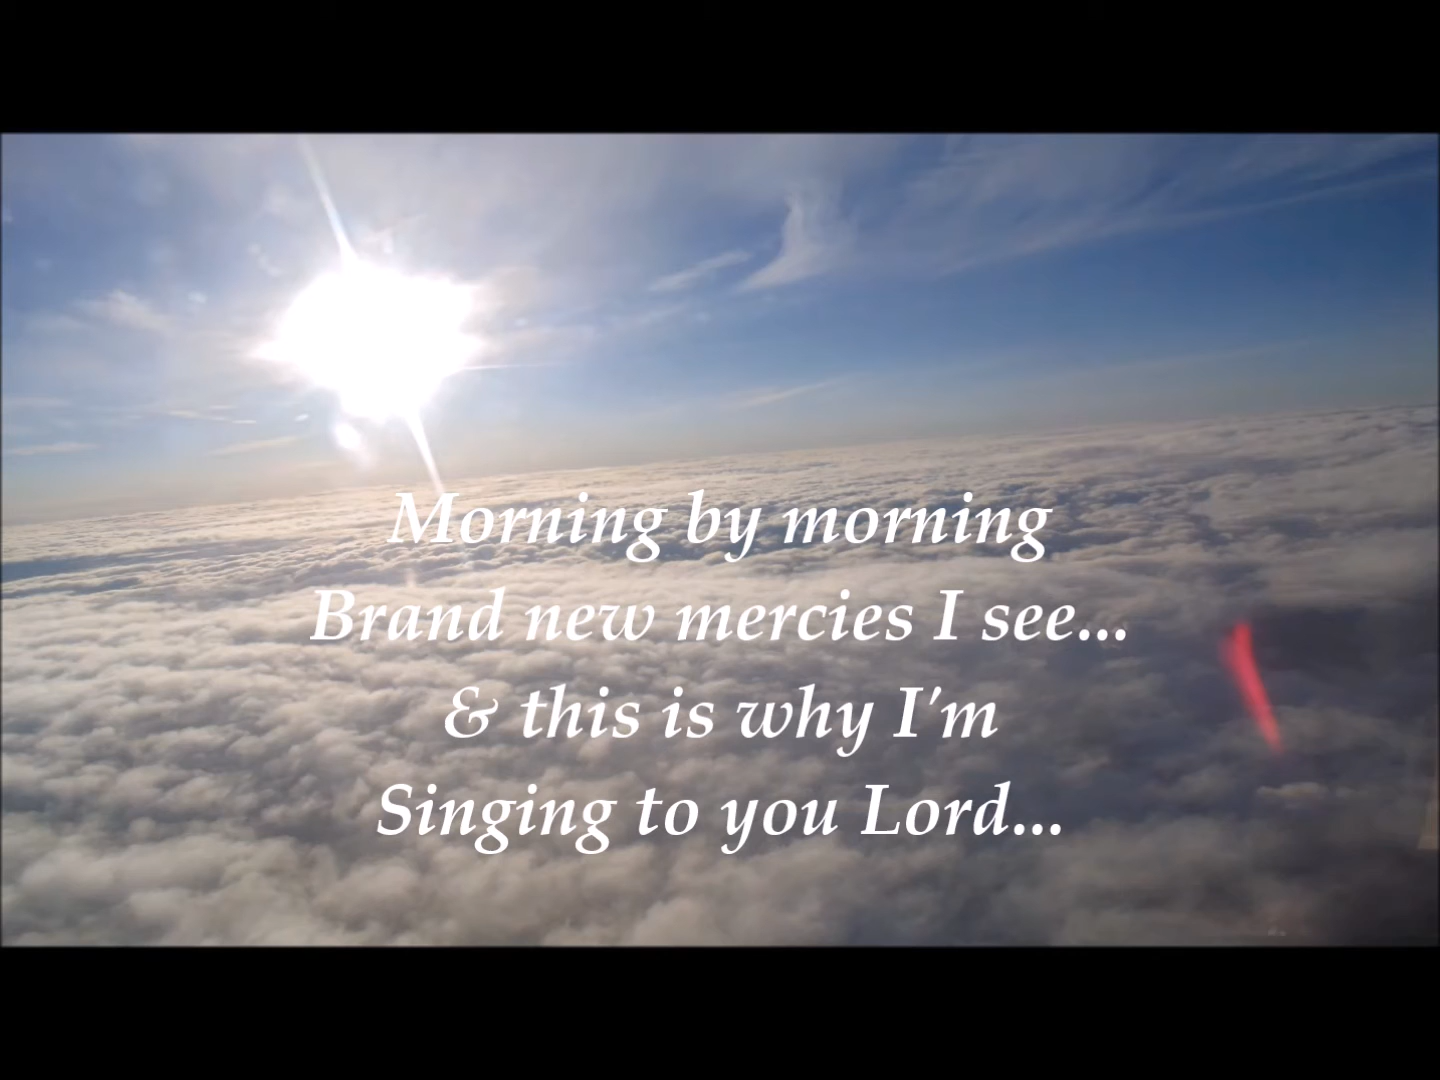 Morning by morning
Brand new mercies I see...
& this is why I'm
Singing to you Lord...